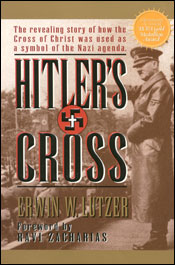 The revealing story of how the
Cross of Christ was used as
a symbol of the Nazi agenda.
HITLER'S
CROSS
ERWIN W. LUTZER
Foreword by
RAVI ZACHARIAS